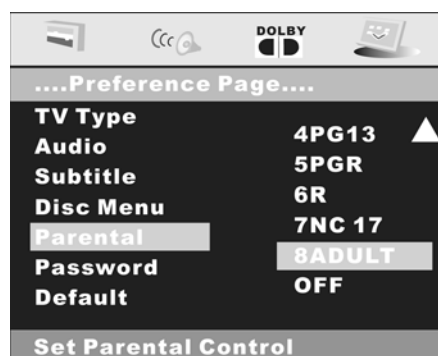 DOLBY
....Preference Page....
TV Type
Audio
Subtitle
Disc Menu
Parental
Password
Default
4PG13
5PGR
6R
7NC 17
8ADULT
OFF
Set Parental Control